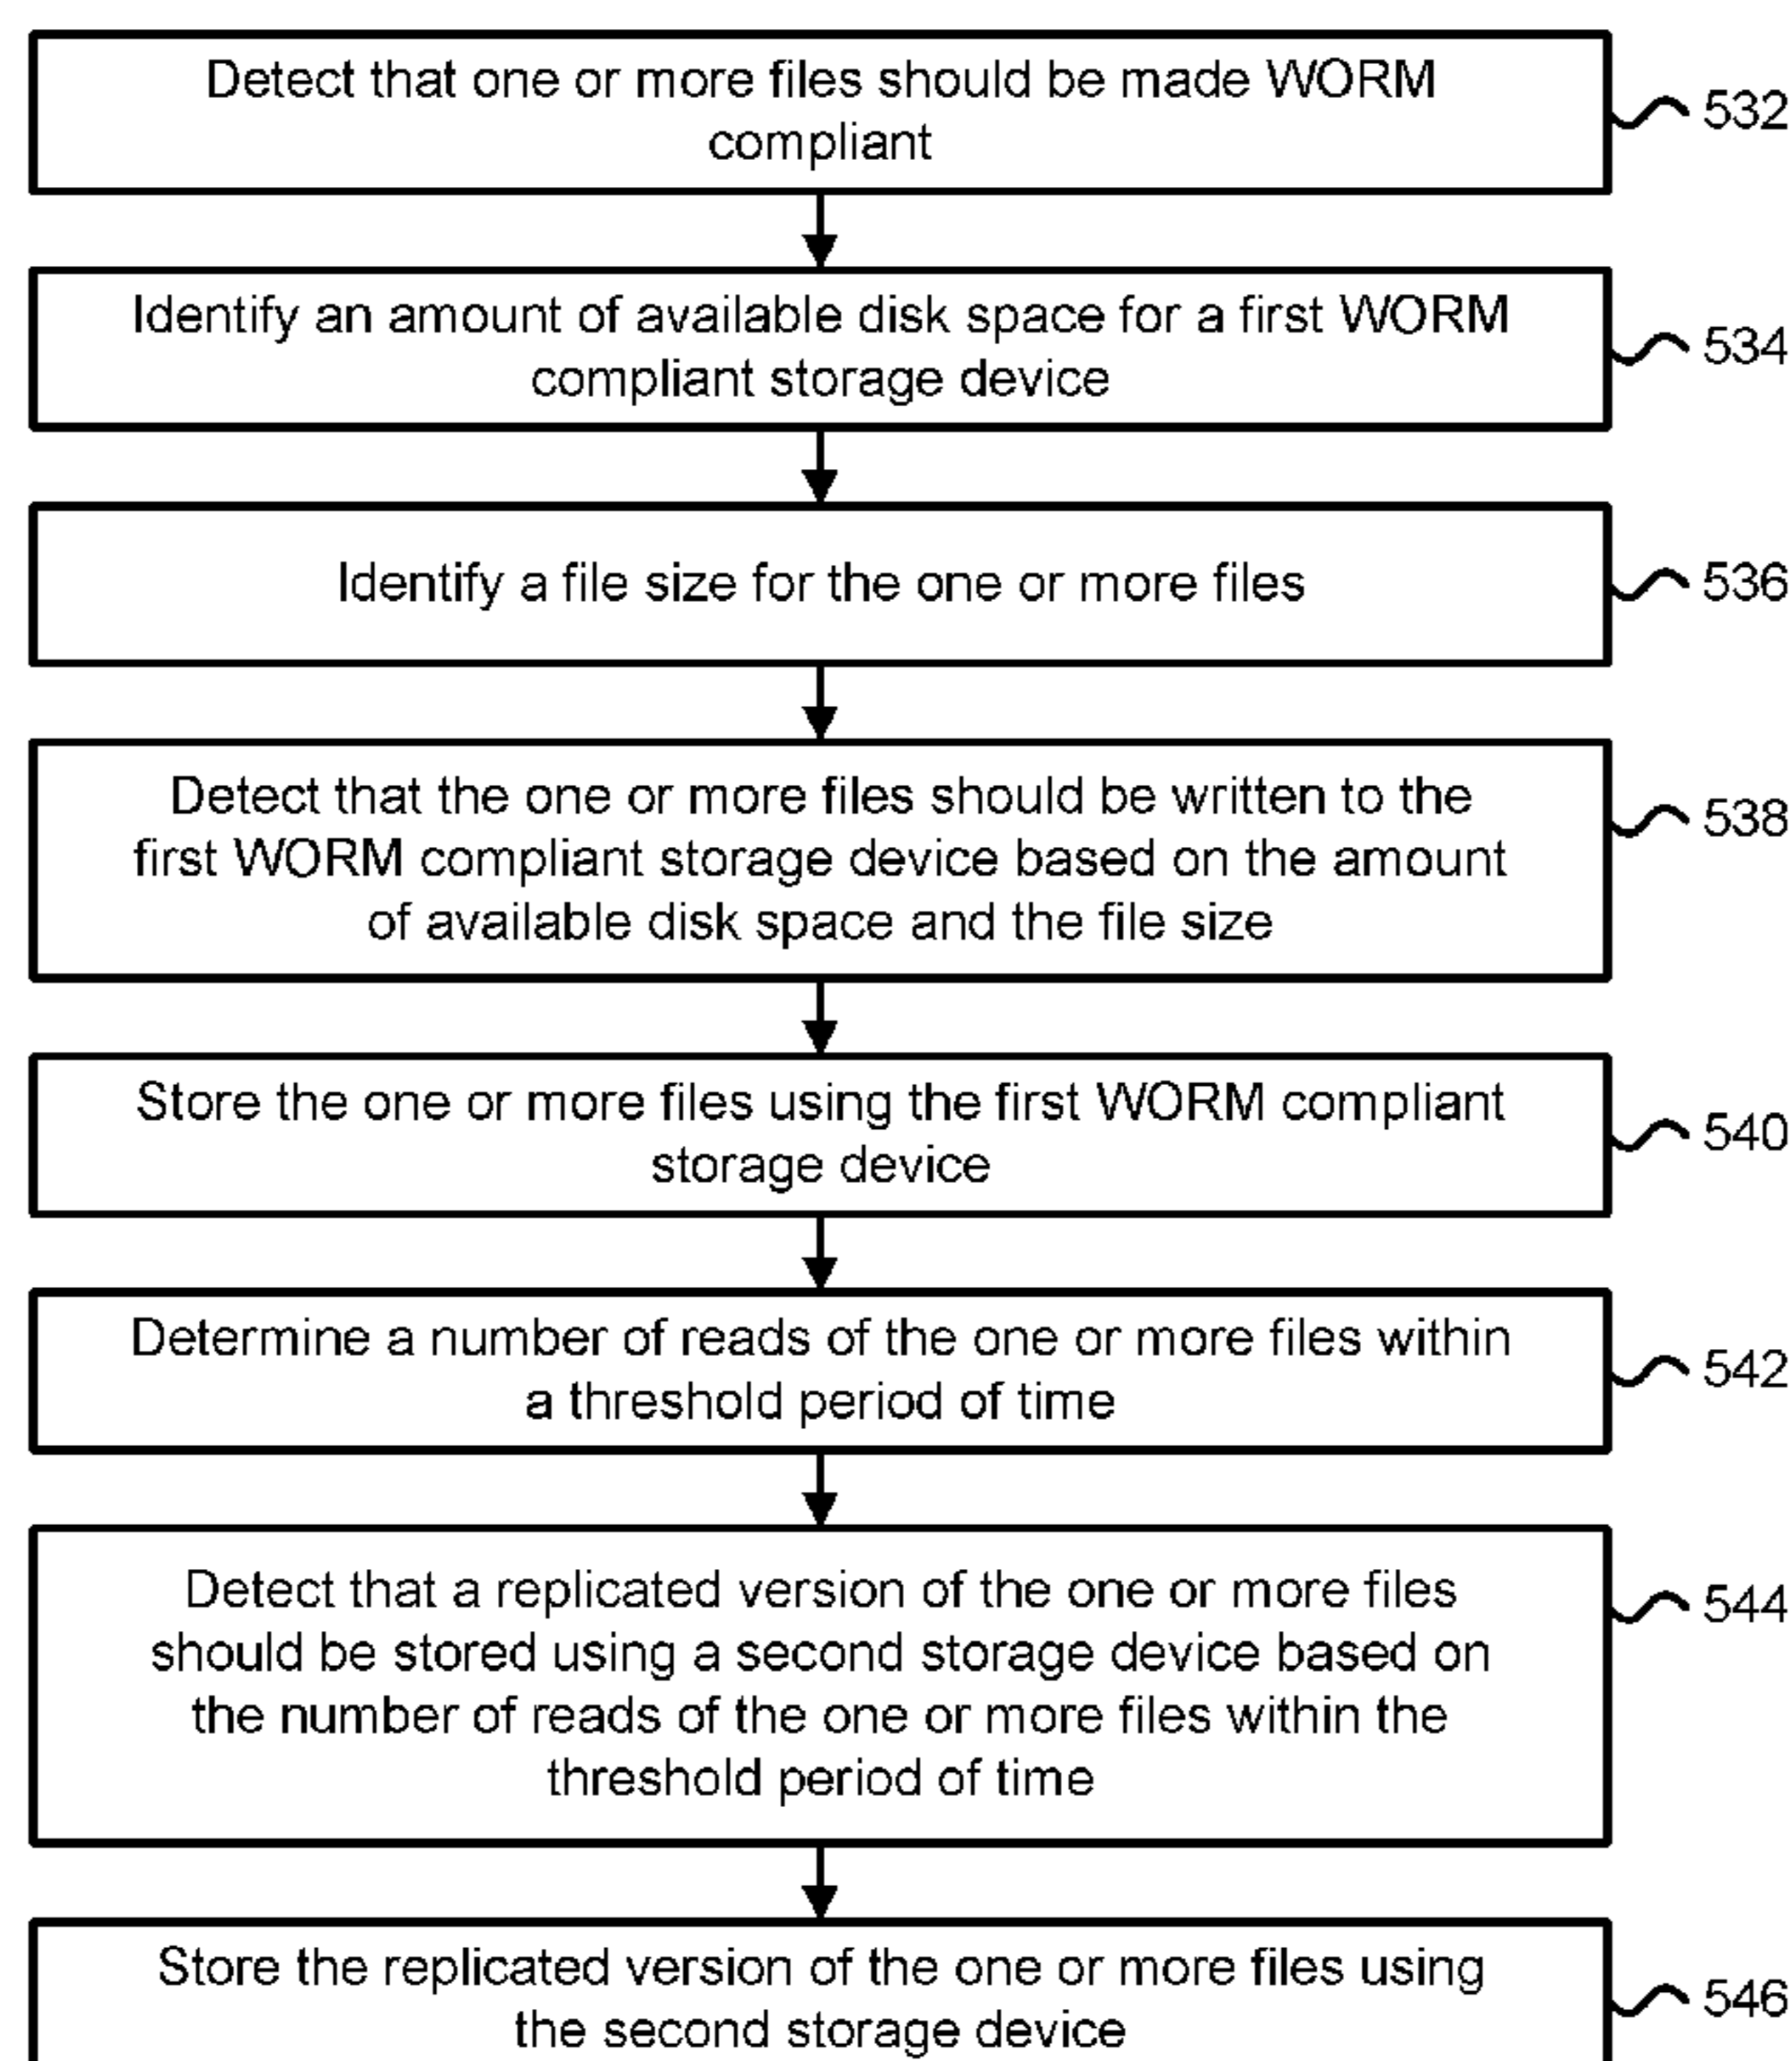 Detect that one or more files should be made WORM
compliant
532
Identify an amount of available disk space for a first WORM
compliant storage device
534
Identify a file size for the one or more files
536
Detect that the one or more files should be written to the
first WORM compliant storage device based on the amount
of available disk space and the file size
538
Store the one or more files using the first WORM compliant
storage device
540
Determine a number of reads of the one or more files within
a threshold period of time
542
Detect that a replicated version of the one or more files
should be stored using a second storage device based on
the number of reads of the one or more files within the
threshold period of time
544
Store the replicated version of the one or more files using
the second storage device
546